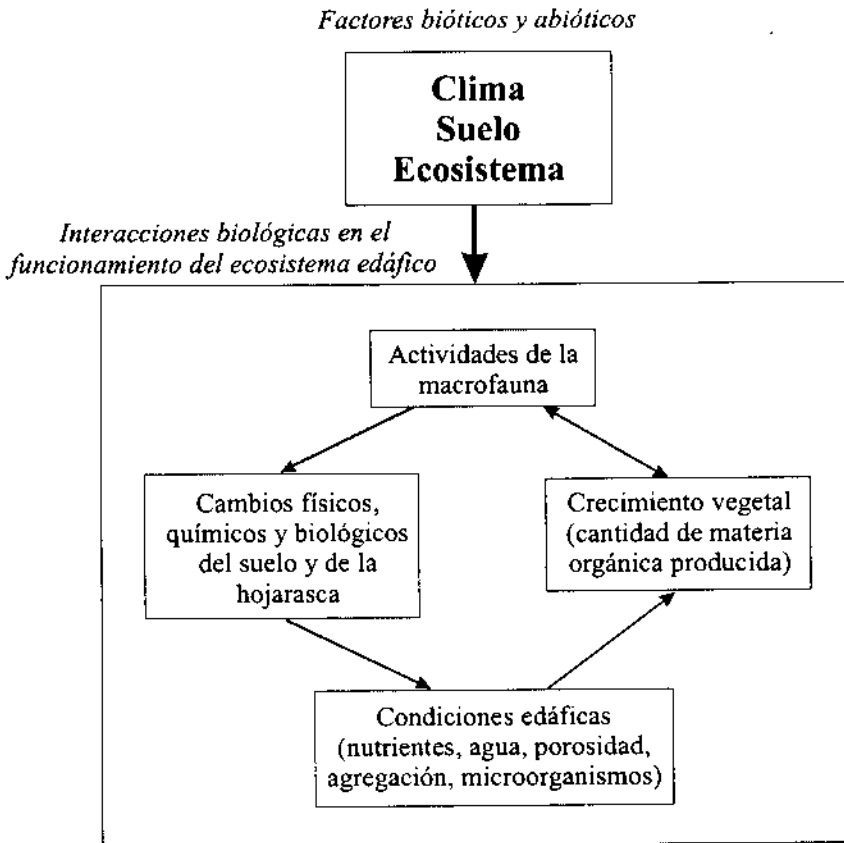 Factores bióticos y abióticos
Clima
Suelo
Ecosistema
Interacciones biológicas en el
funcionamiento del ecosistema edáfico
Actividades de la
macrofauna
Cambios físicos,
químicos y biológicos
del suelo y de la
hojarasca
Crecimiento vegetal
(cantidad de materia
orgánica producida)
Condiciones edáficas
(nutrientes, agua, porosidad,
agregación, microorganismos)